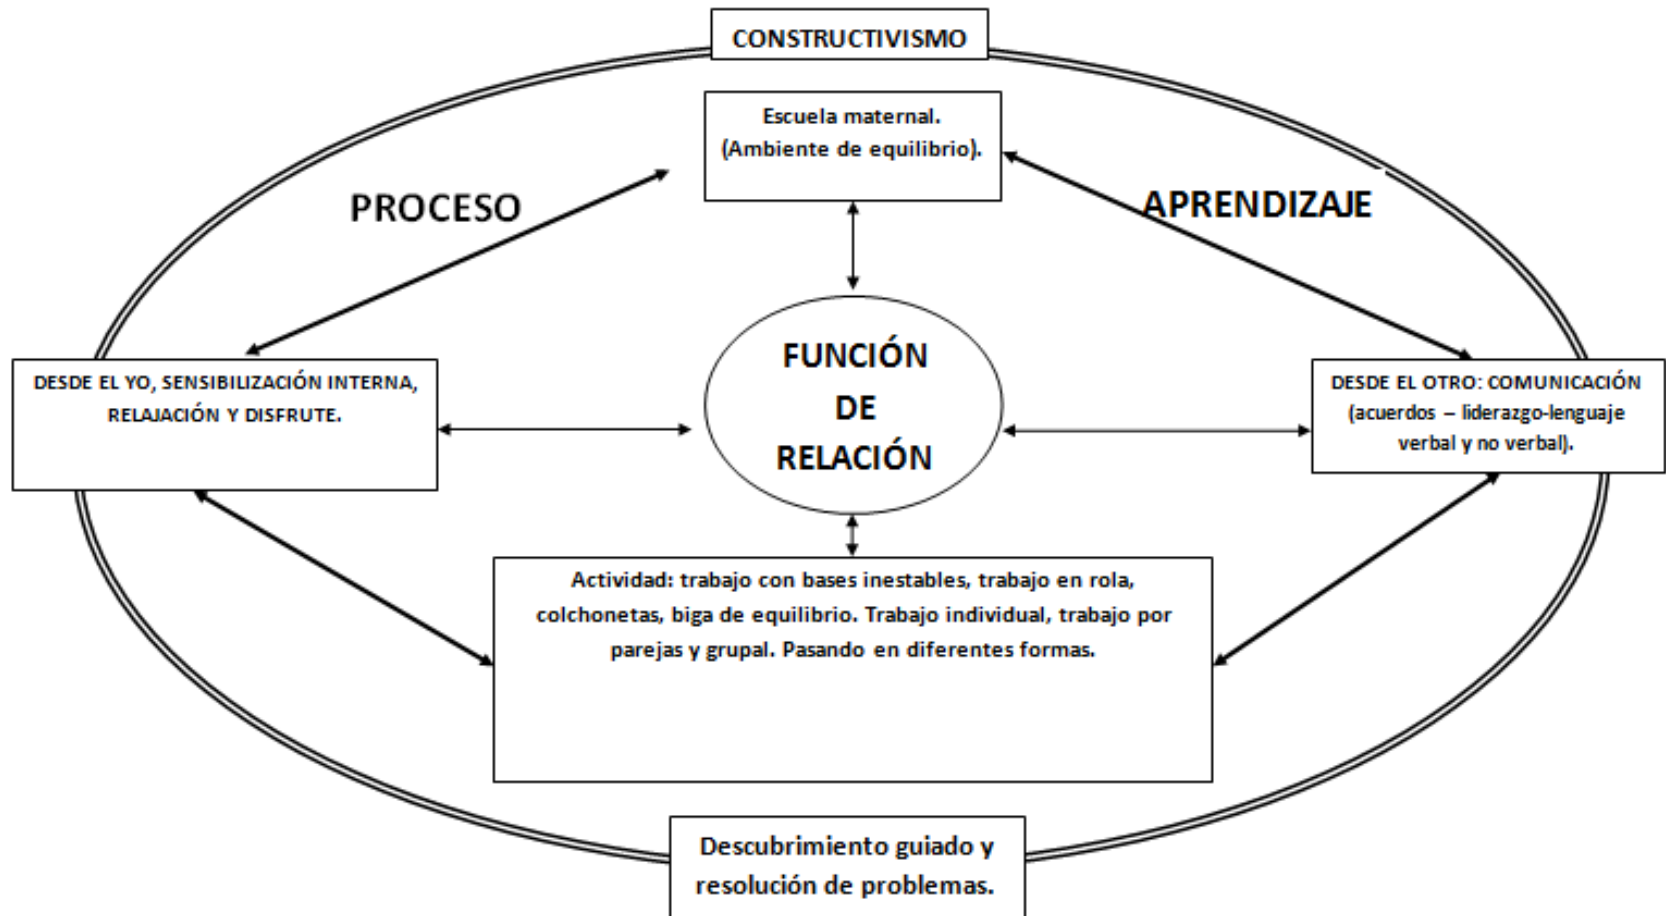 CONSTRUCTIVISMO
Escuela maternal.
(Ambiente de equilibrio).
PROCESO
APRENDIZAJE
FUNCIÓN
DE
RELACIÓN
DESDE EL YO, SENSIBILIZACIÓN INTERNA,
RELAJACIÓN Y DISFRUTE.
DESDE EL OTRO: COMUNICACIÓN
(acuerdos – liderazgo-lenguaje
verbal y no verbal).
Actividad: trabajo con bases inestables, trabajo en rola,
colchonetas, biga de equilibrio. Trabajo individual, trabajo por
parejas y grupal. Pasando en diferentes formas.
Descubrimiento guiado y
resolución de problemas.